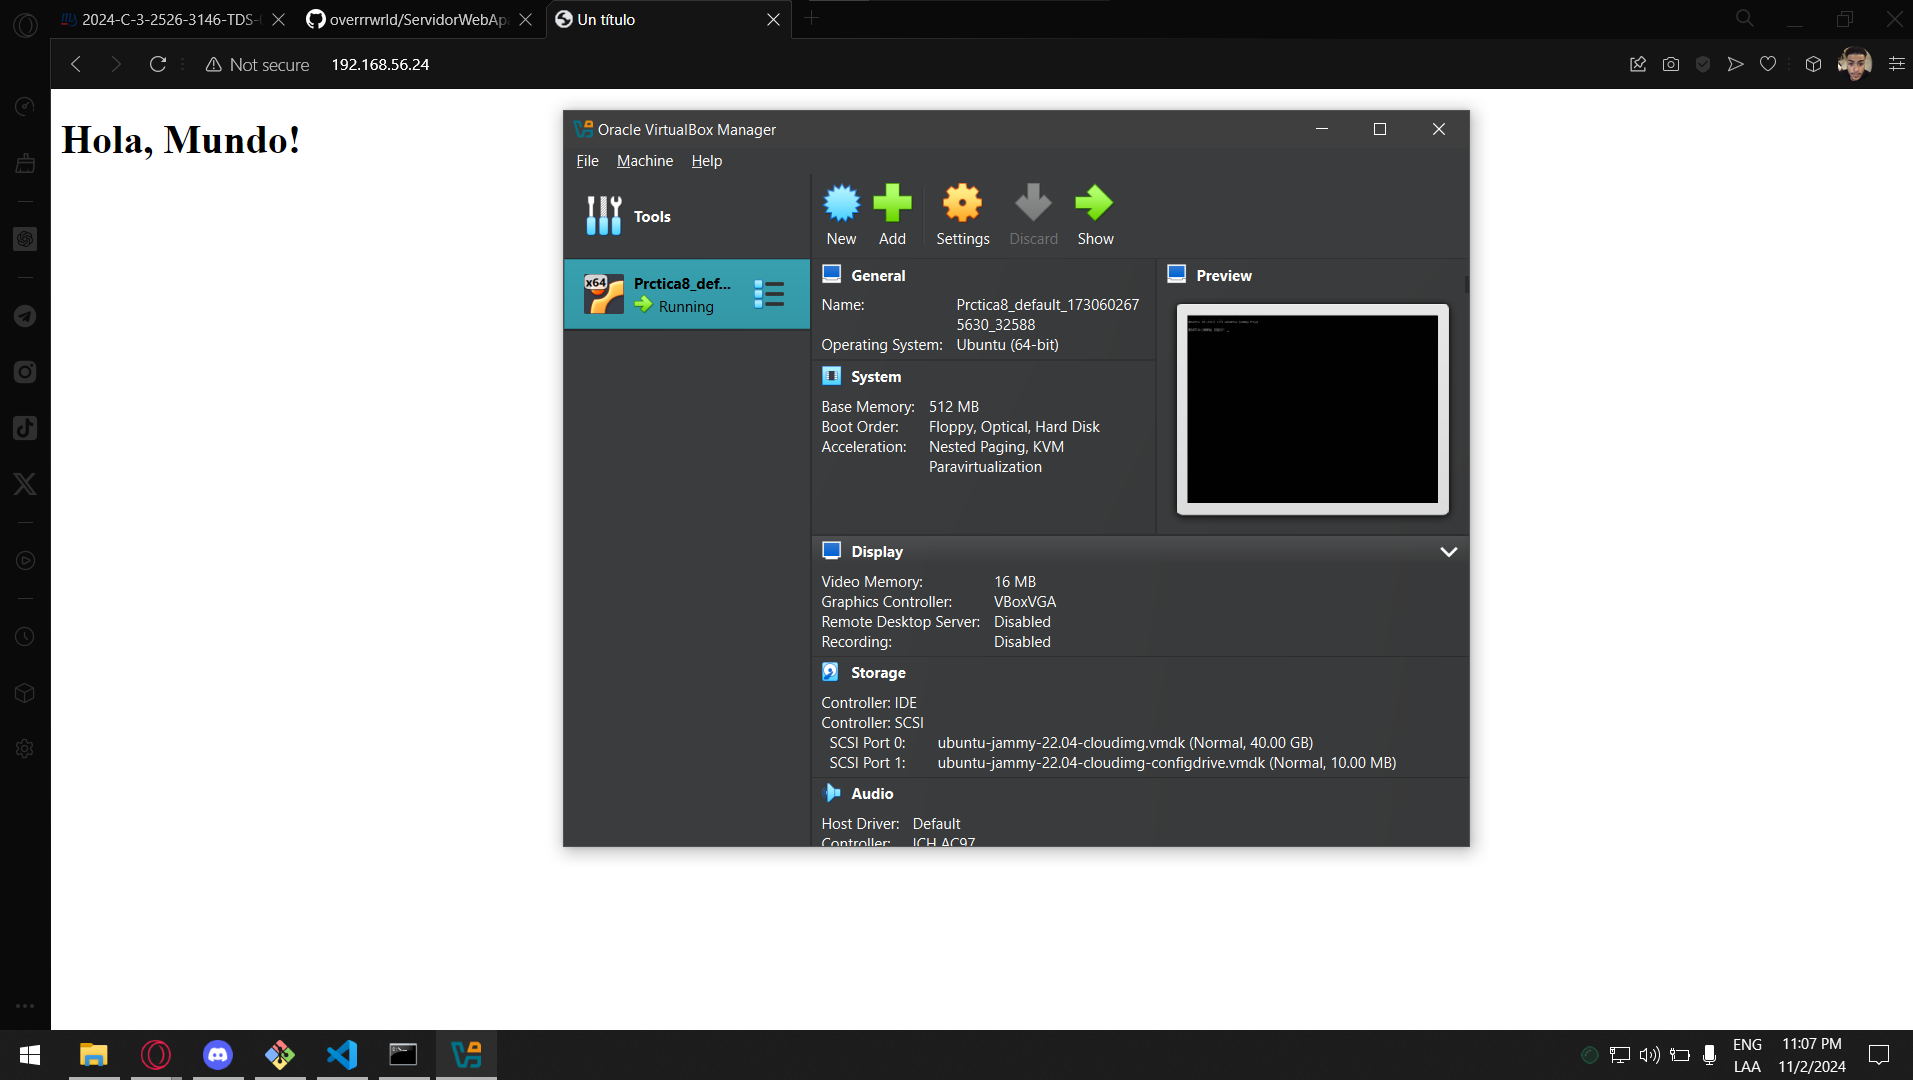 2024-C-3-2526-3146-TDS-
overrrwrld/ServidorWebApa
Un título
Not secure
192.168.56.24
Hola, Mundo!
Oracle VirtualBox Manager
File Machine Help
Tools
New
Add
Settings
Discard
Show
x64
Prctica8_def...
Running
General
Name: Prctica8_default_173060267
5630_32588
Operating System: Ubuntu (64-bit)
Preview
System
Base Memory: 512 MB
Boot Order: Floppy, Optical, Hard Disk
Acceleration: Nested Paging, KVM
Paravirtualization
Display
Video Memory: 16 MB
Graphics Controller: VBoxVGA
Remote Desktop Server: Disabled
Recording: Disabled
Storage
Controller: IDE
Controller: SCSI
SCSI Port 0: ubuntu-jammy-22.04-cloudimg.vmdk (Normal, 40.00 GB)
SCSI Port 1: ubuntu-jammy-22.04-cloudimg-configdrive.vmdk (Normal, 10.00 MB)
Audio
Host Driver: Default
Controller: ICH AC97
ENG
LAA
11:07 PM
11/2/2024